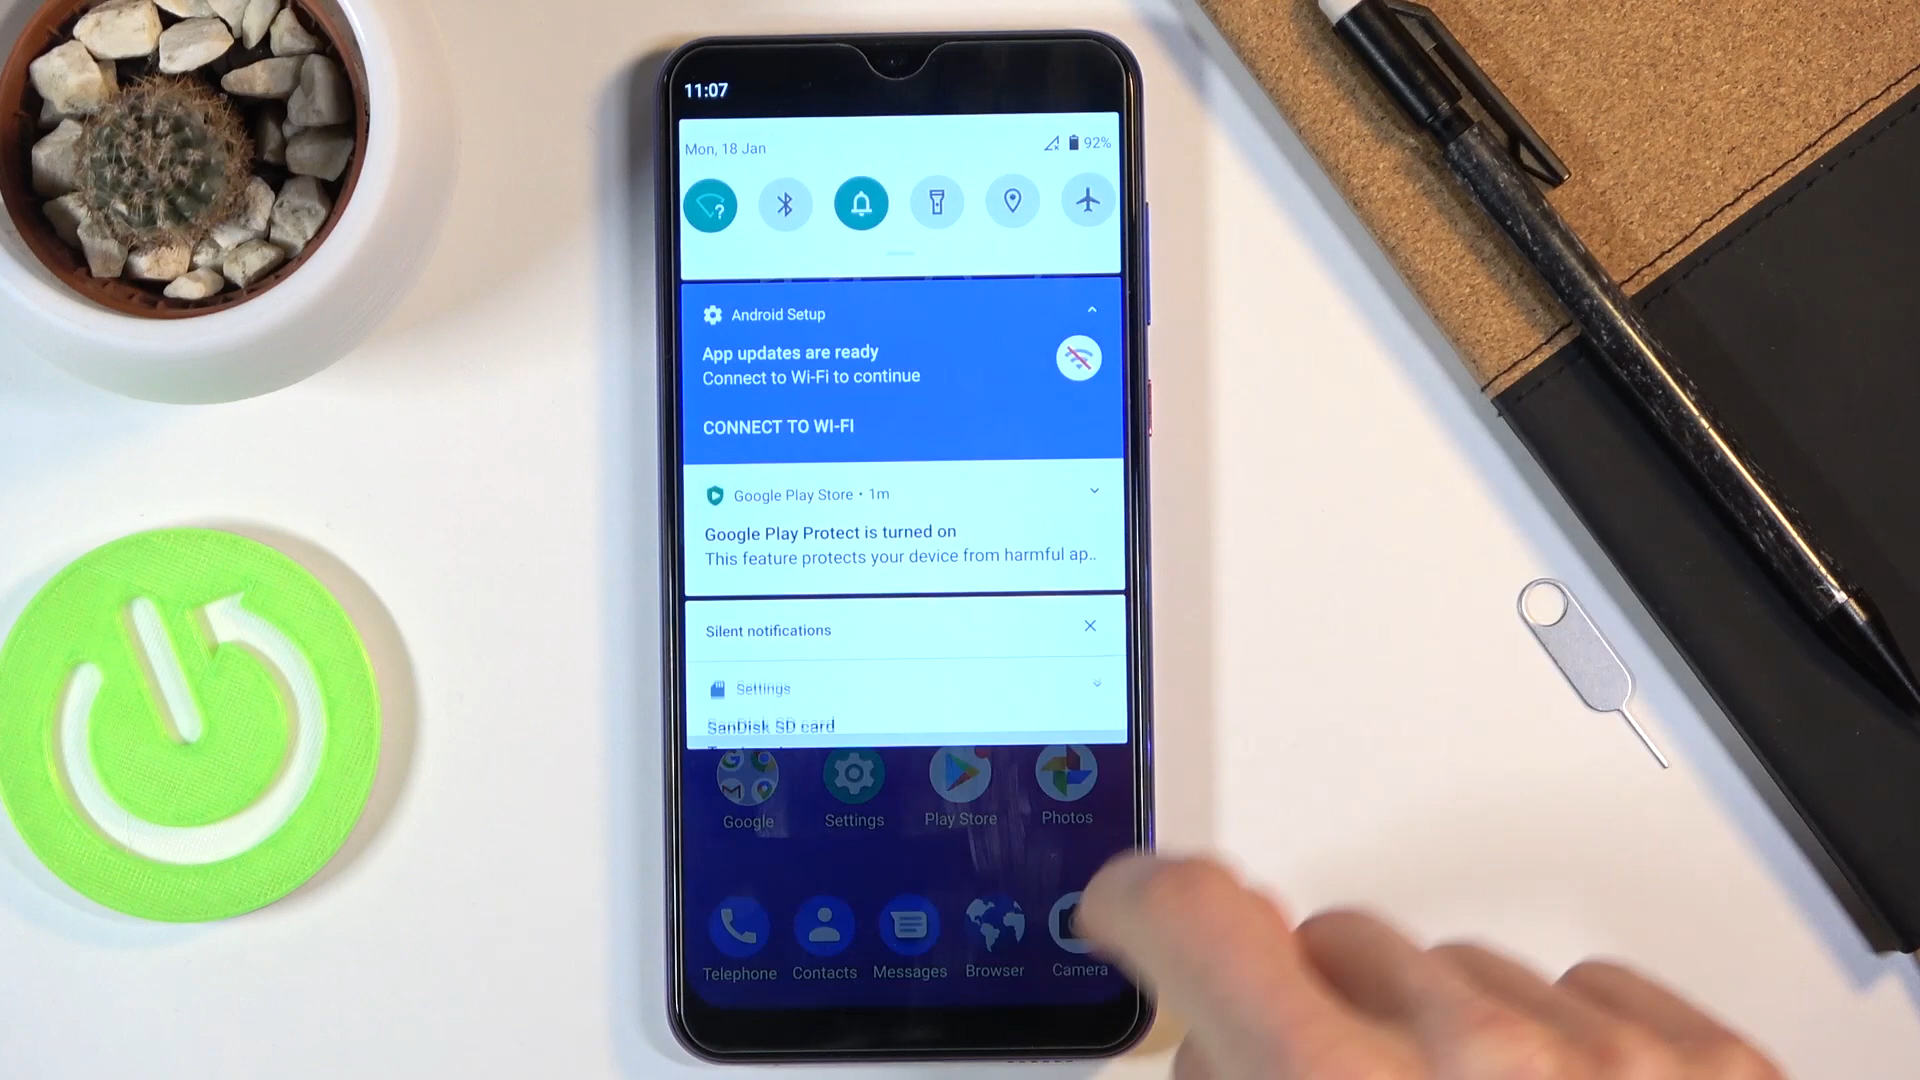 11:07
Mon, 18 Jan
92%
Android Setup
App updates are ready
Connect to Wi-Fi to continue
CONNECT TO WI-FI
Google Play Store • 1m
Google Play Protect is turned on
This feature protects your device from harmful ap..
Silent notifications
Settings
SanDisk SD card
Google Settings Play Store Photos
Telephone Contacts Messages Browser Camera